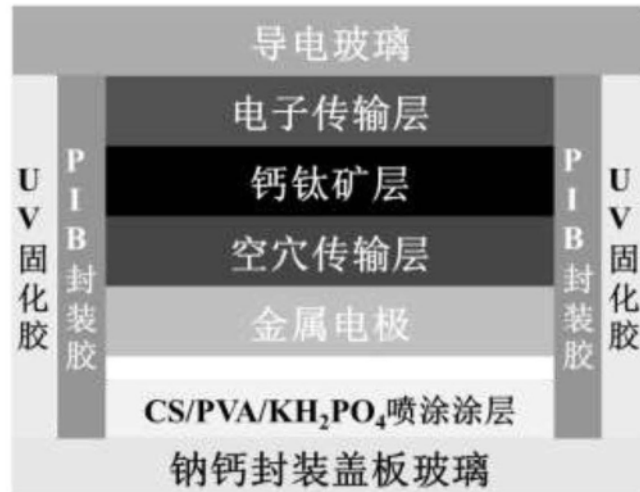 导电玻璃
电子传输层
钙钛矿层
空穴传输层
金属电极
CS/PVA/KH₂PO₄喷涂涂层
钠钙封装盖板玻璃
UV固化胶
PIB封装胶
PIB封装胶
UV固化胶